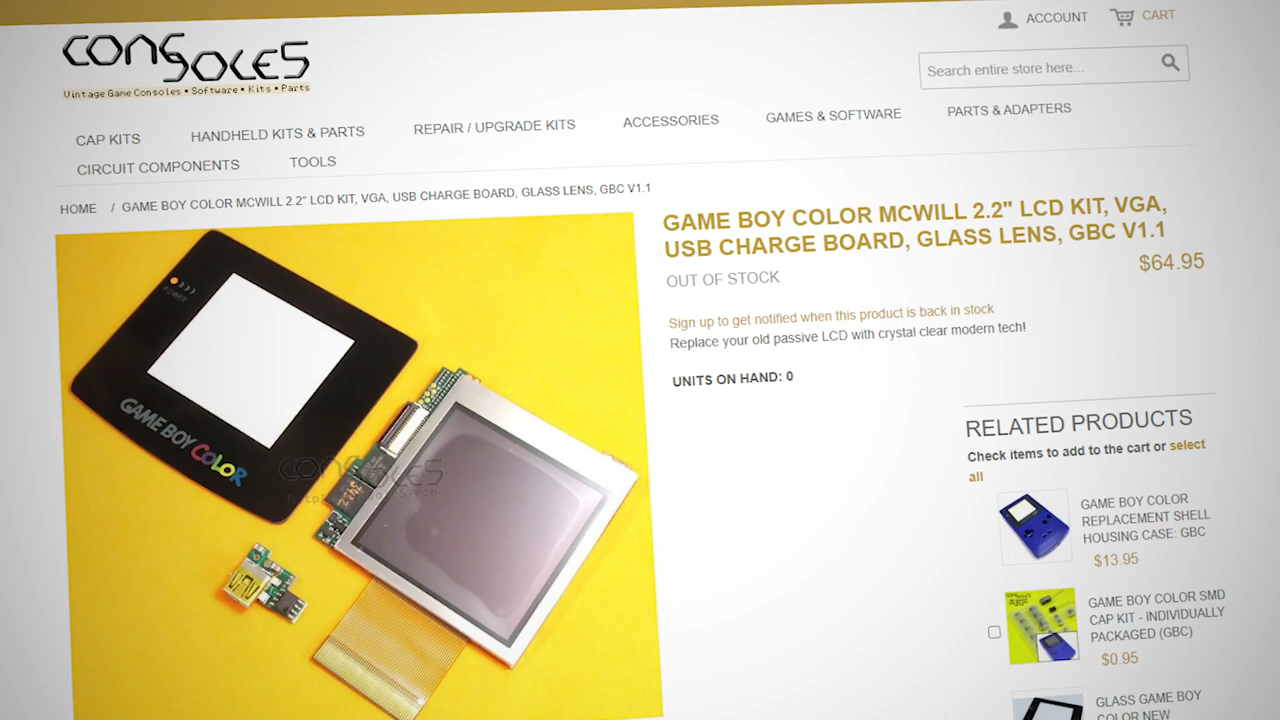 ACCOUNT
CART
CONSOLES
Vintage Game Consoles • Software • Kits • Parts
Search entire store here...
CAP KITS
HANDHELD KITS & PARTS
REPAIR / UPGRADE KITS
ACCESSORIES
GAMES & SOFTWARE
PARTS & ADAPTERS
CIRCUIT COMPONENTS
TOOLS
HOME / GAME BOY COLOR MCWILL 2.2" LCD KIT, VGA, USB CHARGE BOARD, GLASS LENS, GBC V1.1
POWER
GAME BOY COLOR
CONSOLES
GAME BOY COLOR MCWILL 2.2" LCD KIT, VGA,
USB CHARGE BOARD, GLASS LENS, GBC V1.1
$64.95
OUT OF STOCK
Sign up to get notified when this product is back in stock
Replace your old passive LCD with crystal clear modern tech!
UNITS ON HAND: 0
RELATED PRODUCTS
Check items to add to the cart or select
all
GAME BOY COLOR
REPLACEMENT SHELL
HOUSING CASE: GBC
$13.95
GAME BOY COLOR SMD
CAP KIT - INDIVIDUALLY
PACKAGED (GBC)
$0.95
GLASS GAME BOY
COLOR NEW